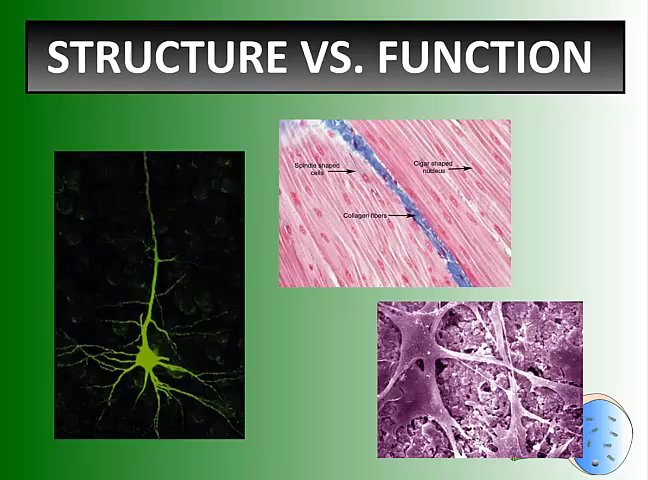 STRUCTURE VS. FUNCTION
Spindle shaped
cells
Cigar shaped
nucleus
Collagen fibers